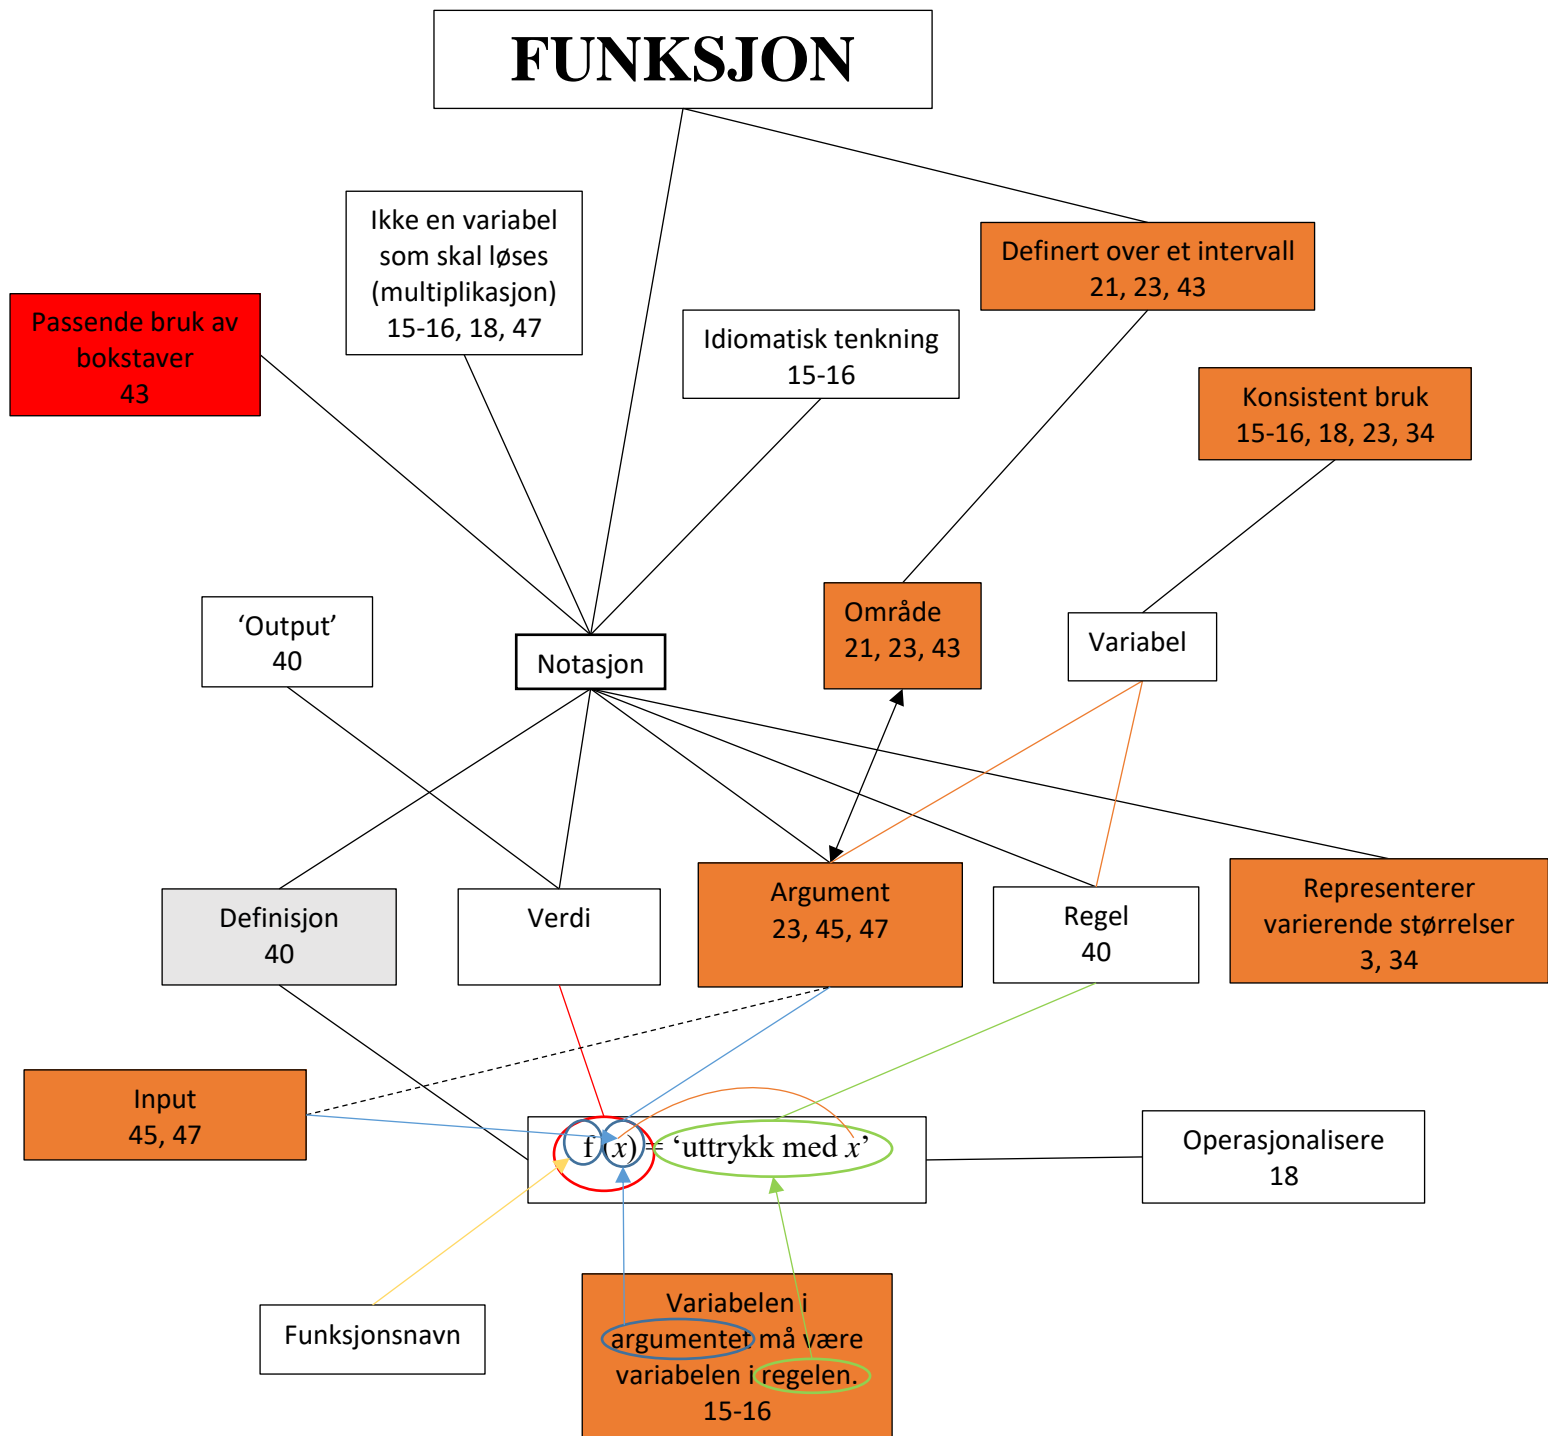 FUNKSJON
Ikke en variabel
som skal løses
(multiplikasjon)
15-16, 18, 47
Definert over et intervall
21, 23, 43
Passende bruk av
bokstaver
43
Idiomatisk tenkning
15-16
Konsistent bruk
15-16, 18, 23, 34
‘Output’
40
Notasjon
Område
21, 23, 43
Variabel
Definisjon
40
Verdi
Argument
23, 45, 47
Regel
40
Representerer
varierende størrelser
3, 34
Input
45, 47
f (x) = ‘uttrykk med x’
Operasjonalisere
18
Funksjonsnavn
Variabelen i
argumentet må være
variabelen i regelen.
15-16